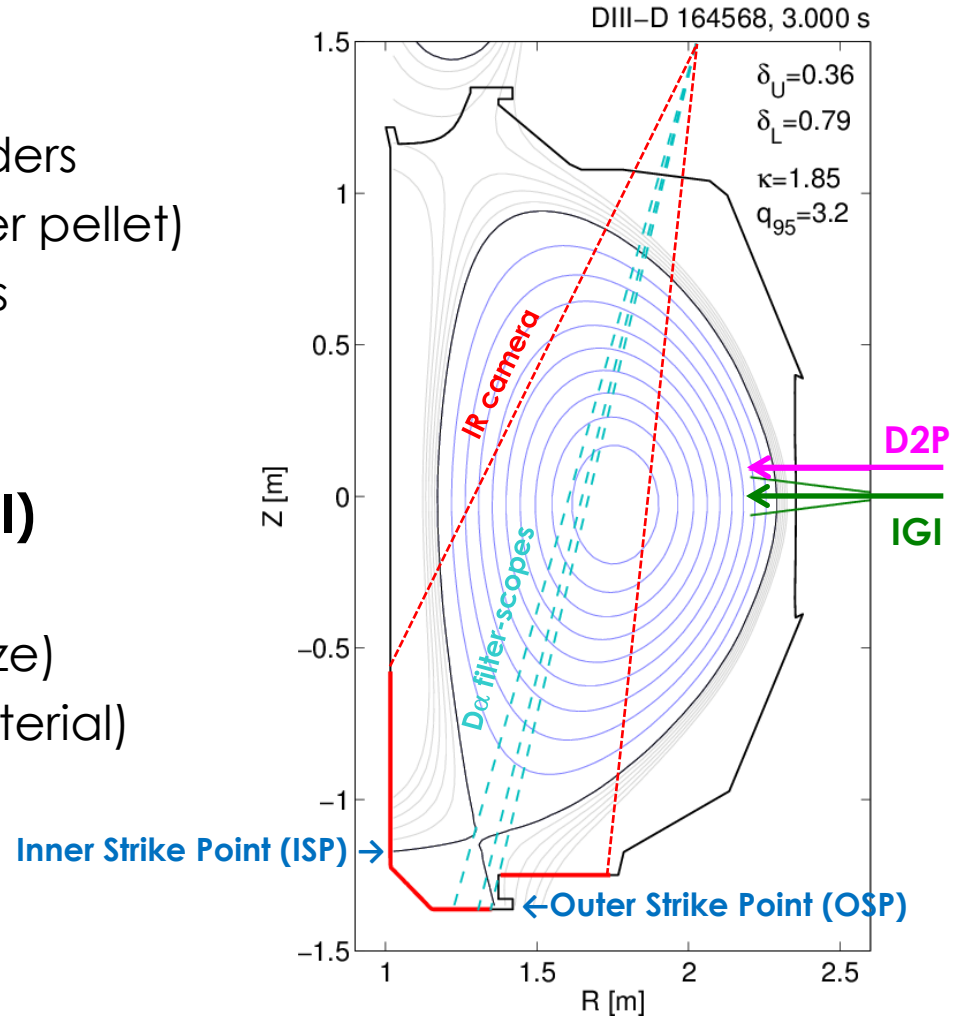 DIII−D 164568, 3.000 s
δU=0.36
δL=0.79
κ=1.85
q95=3.2
ders
er pellet)
s
l)
ze)
terial)
IR camera
Dα filter-scopes
D2P
IGI
Inner Strike Point (ISP) →
←Outer Strike Point (OSP)
Z [m]
1.5
1
0.5
0
−0.5
−1
−1.5
1 1.5 2 2.5
R [m]